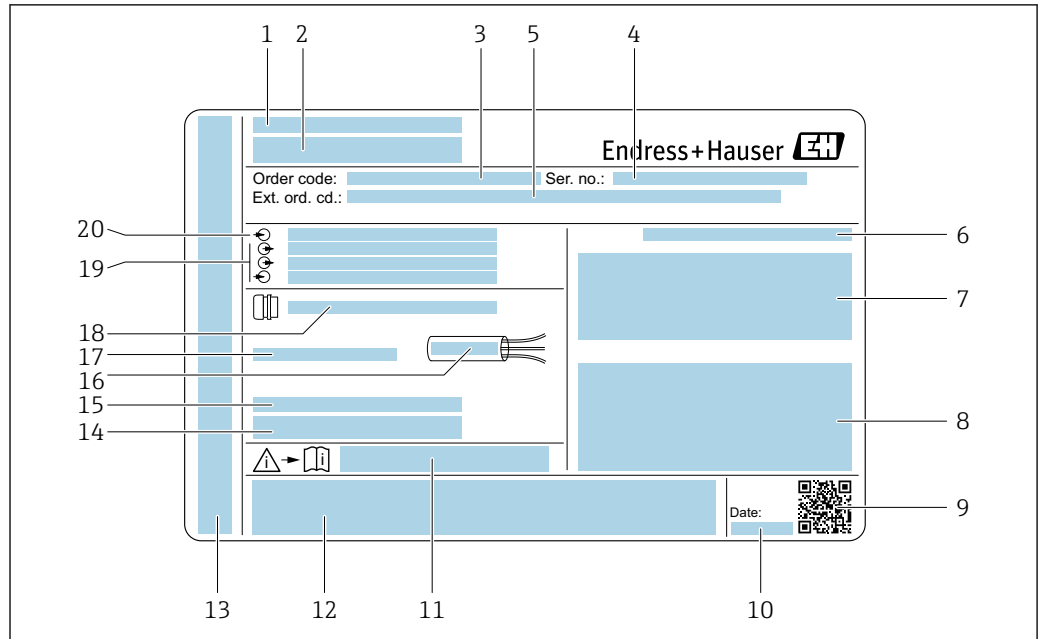 1 2 3 5 4
Endress+Hauser EH
Order code: Ser. no.:
Ext. ord. cd.:
20
6
19
i
7
18
17
16
15
14
8
i i
11
9
Date:
13 12 11 10